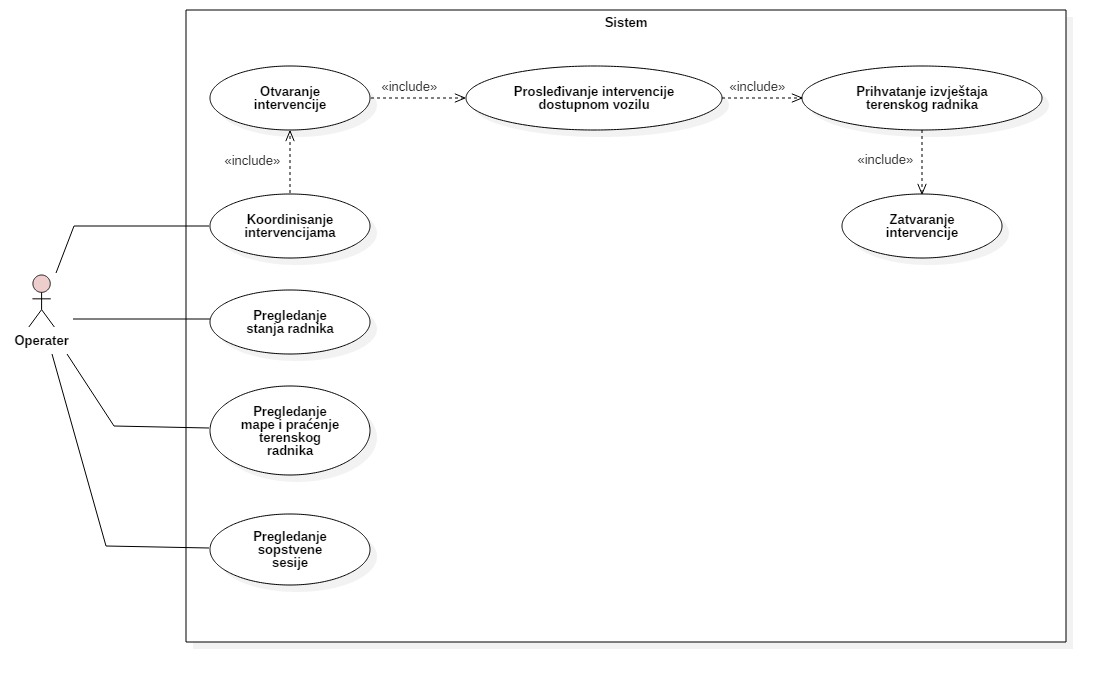 Sistem
Otvaranje
intervencije
«include»
Prosleđivanje intervencije
dostupnom vozilu
«include»
Prihvatanje izvještaja
terenskog radnika
«include»
«include»
Koordinisanje
intervencijama
Zatvaranje
intervencije
Operater
Pregledanje
stanja radnika
Pregledanje
mape i praćenje
terenskog
radnika
Pregledanje
sopstvene
sesije